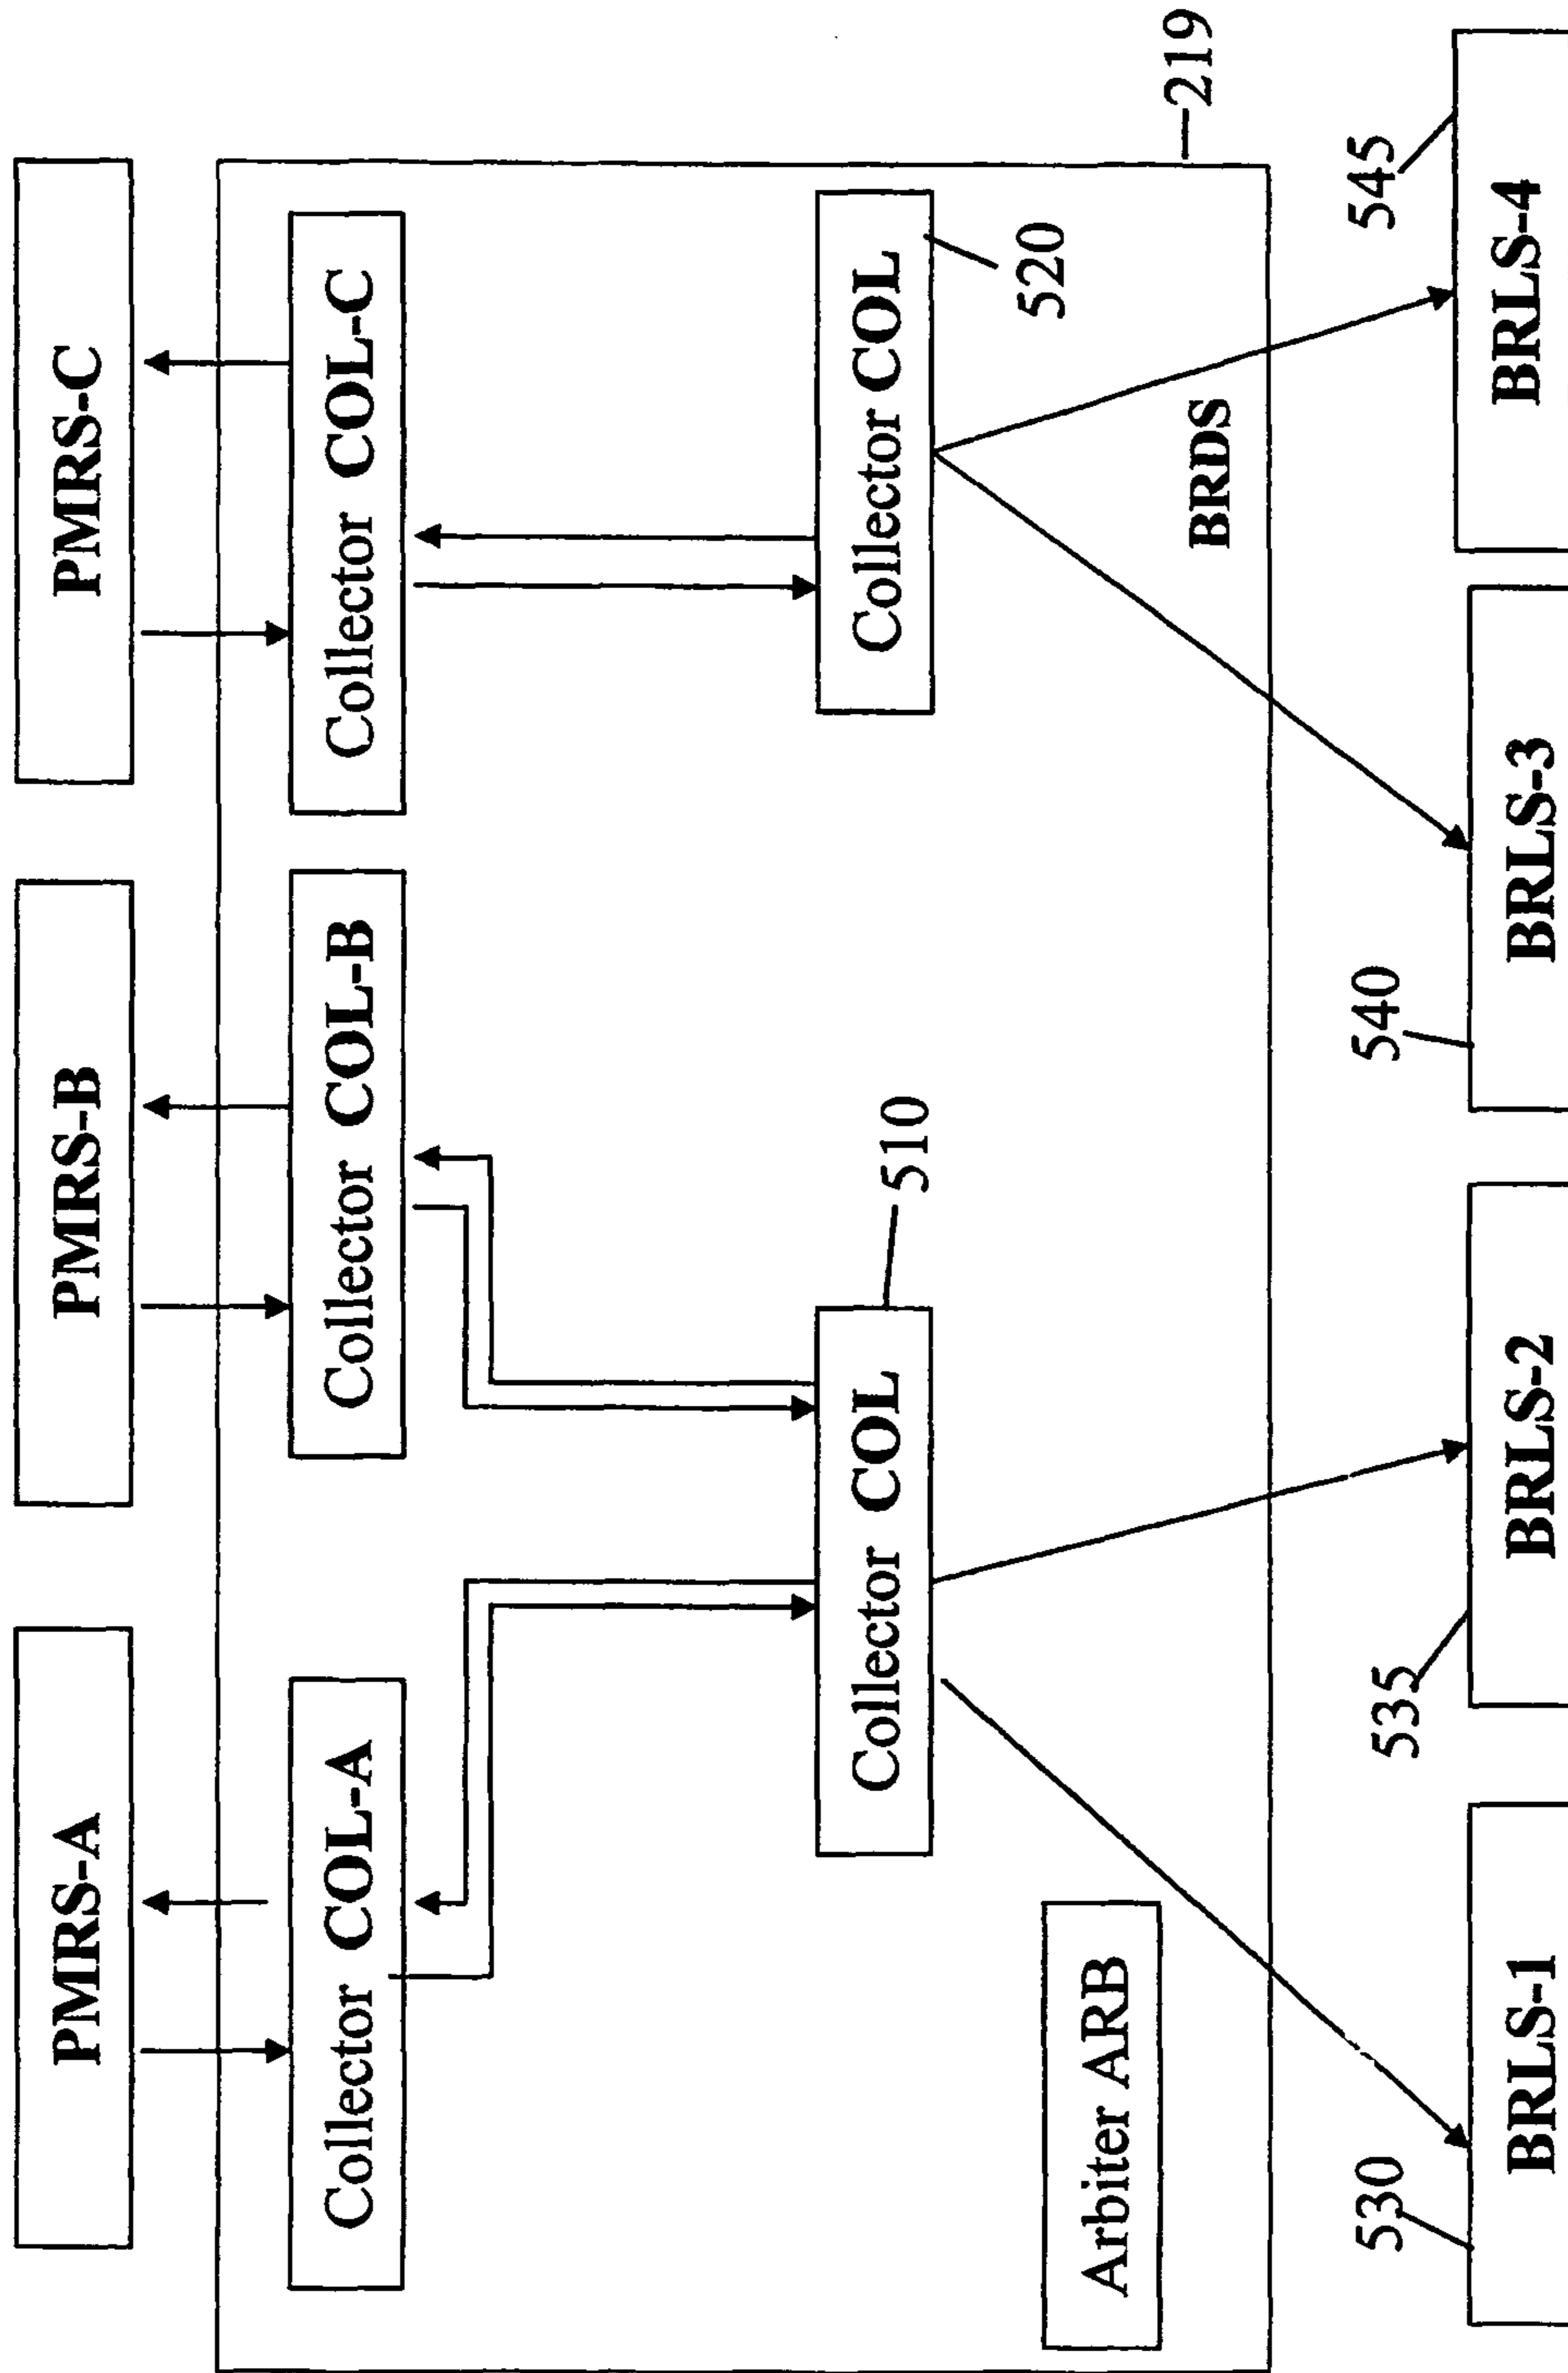 PMRS-A
PMRS-B
PMRS-C
Collector COL-A
Collector COL-B
Collector COL-C
Collector COL
510
Collector COL
520
Arbiter ARB
BRDS
219
530
535
540
545
BRLS-1
BRLS-2
BRLS-3
BRLS-4